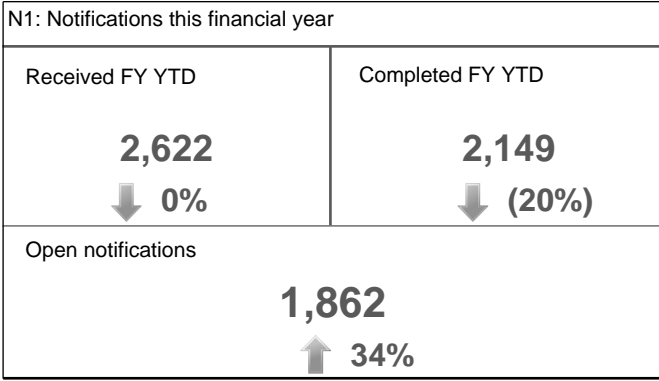 N1: Notifications this financial year
Received FY YTD
2,622
0%
Completed FY YTD
2,149
(20%)
Open notifications
1,862
34%